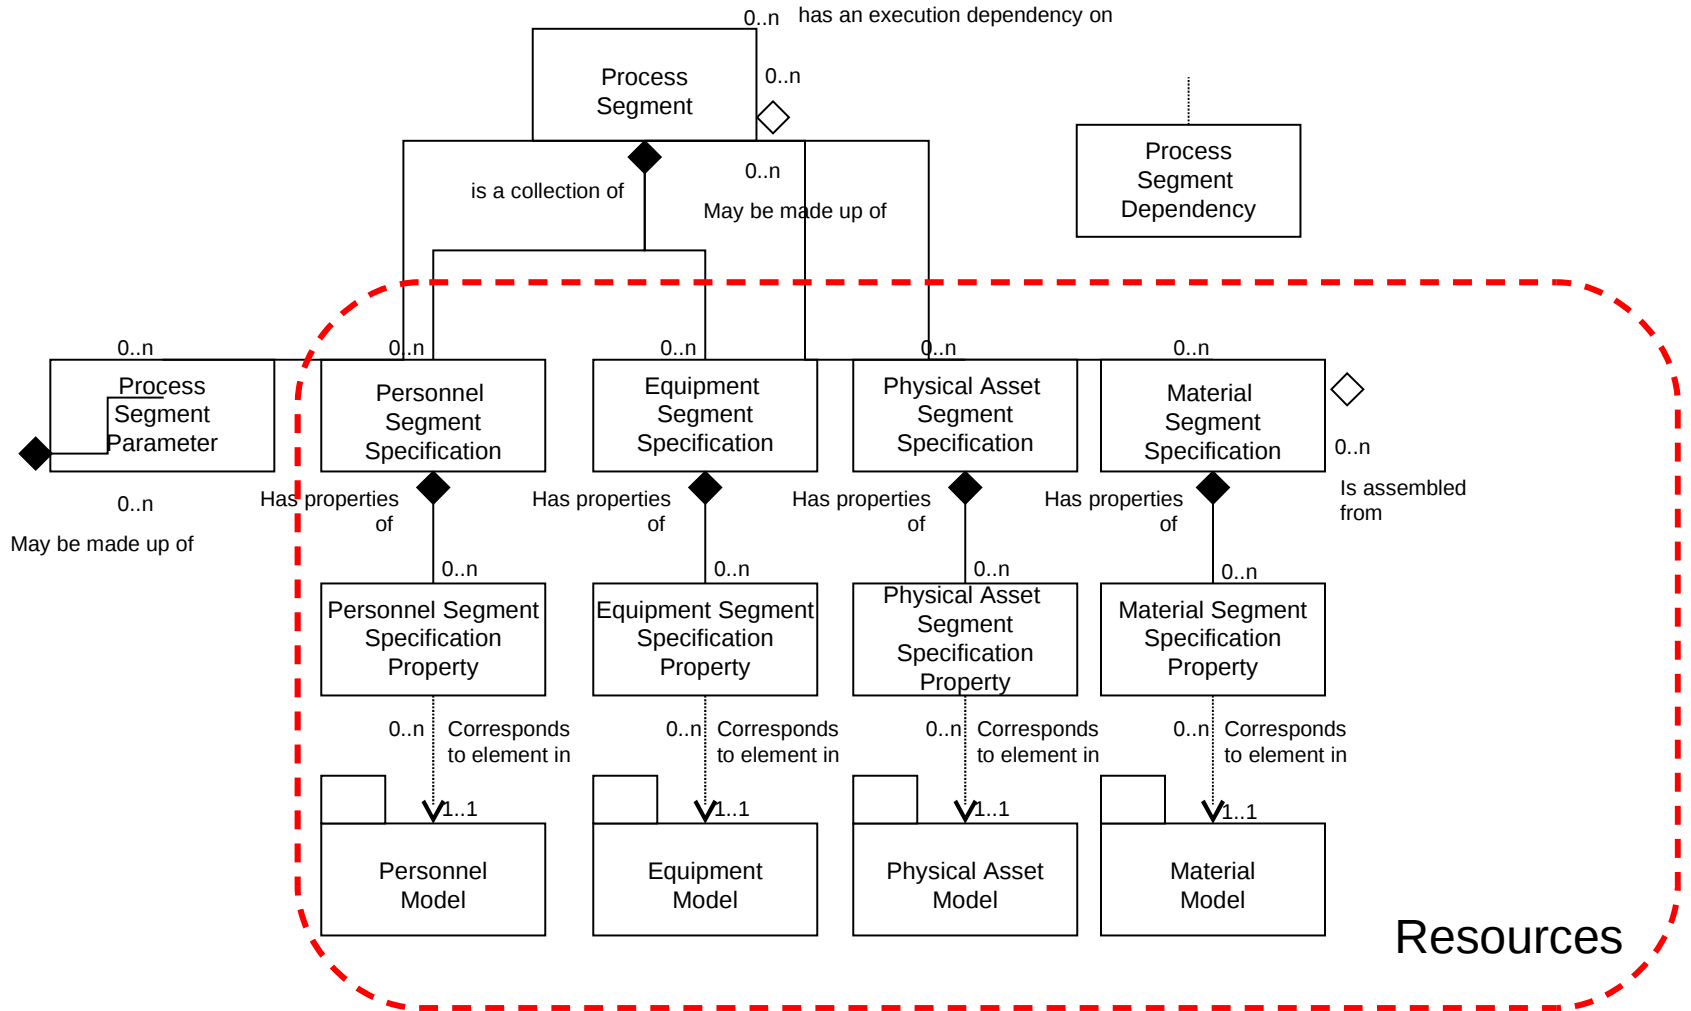 0..n
has an execution dependency on
Process
Segment
0..n
Process
Segment
Dependency
is a collection of
0..n
May be made up of
0..n
0..n
0..n
0..n
0..n
Process
Segment
Parameter
Personnel
Segment
Specification
Equipment
Segment
Specification
Physical Asset
Segment
Specification
Material
Segment
Specification
0..n
Is assembled
from
0..n
May be made up of
Has properties
of
Has properties
of
Has properties
of
Has properties
of
0..n
0..n
0..n
0..n
Personnel Segment
Specification
Property
Equipment Segment
Specification
Property
Physical Asset
Segment
Specification
Property
Material Segment
Specification
Property
0..n
Corresponds
to element in
0..n
Corresponds
to element in
0..n
Corresponds
to element in
0..n
Corresponds
to element in
1..1
1..1
1..1
1..1
Personnel
Model
Equipment
Model
Physical Asset
Model
Material
Model
Resources